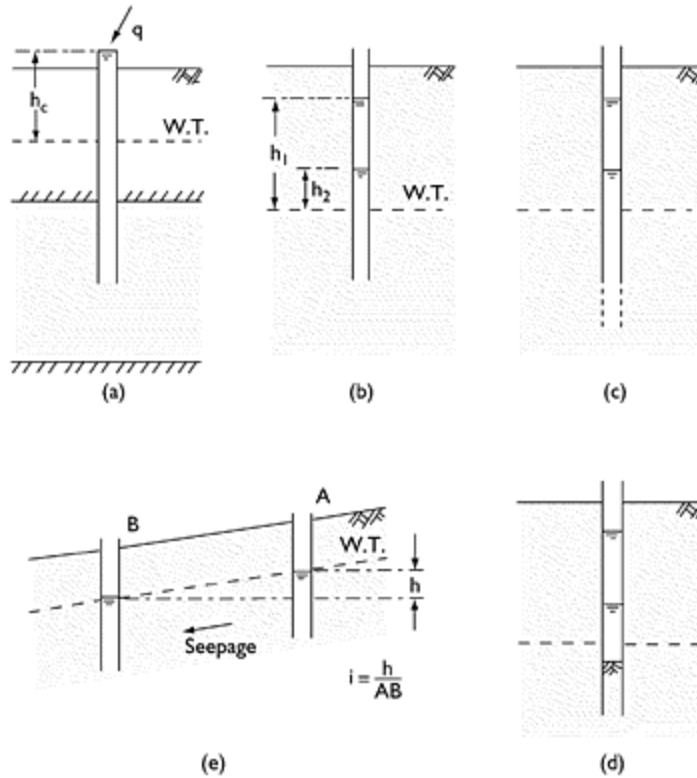 q
h_c
W.T.
(a)
h_1
h_2
W.T.
(b)
(c)
B
A
W.T.
h
Seepage
i = h/AB
(e)
(d)